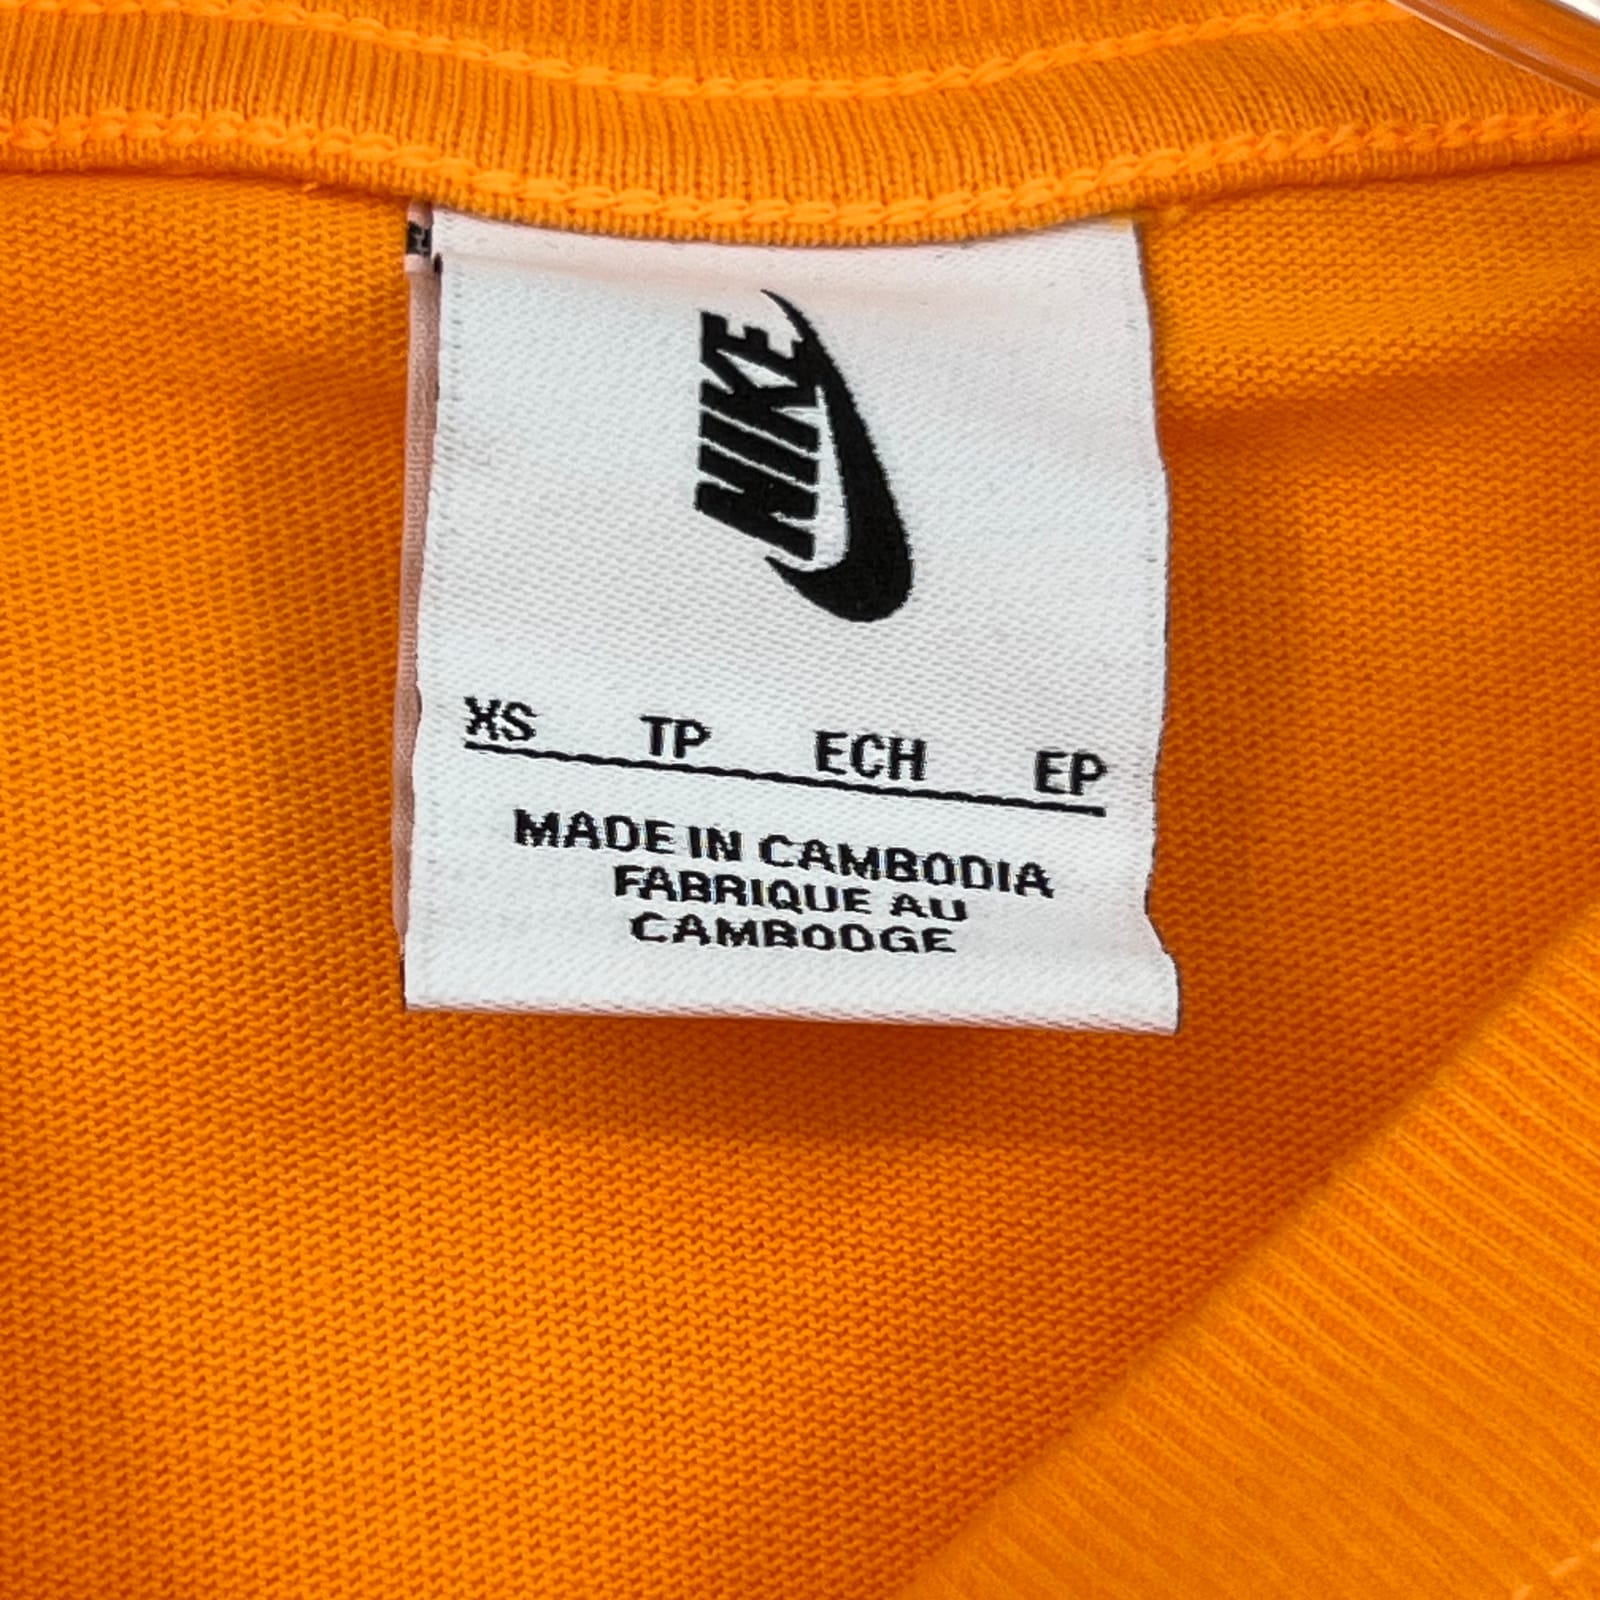 NIKE
XS TP ECH EP
MADE IN CAMBODIA
FABRIQUE AU
CAMBODGE